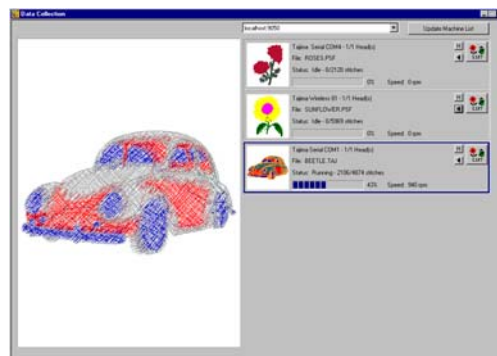 Data Collection
localhost:9050
Update Machine List
Tajima Serial COM4 - 1/1 Head(s)
File: ROSES.PSF
Status: Idle - 0/2120 stitches
0% Speed: 0 rpm
Tajima Wireless 01 - 1/1 Head(s)
File: SUNFLOWER.PSF
Status: Idle - 0/5969 stitches
0% Speed: 0 rpm
Tajima Serial COM1 - 1/1 Head(s)
File: BEETLE.TAJ
Status: Running - 2106/4874 stitches
43% Speed: 940 rpm